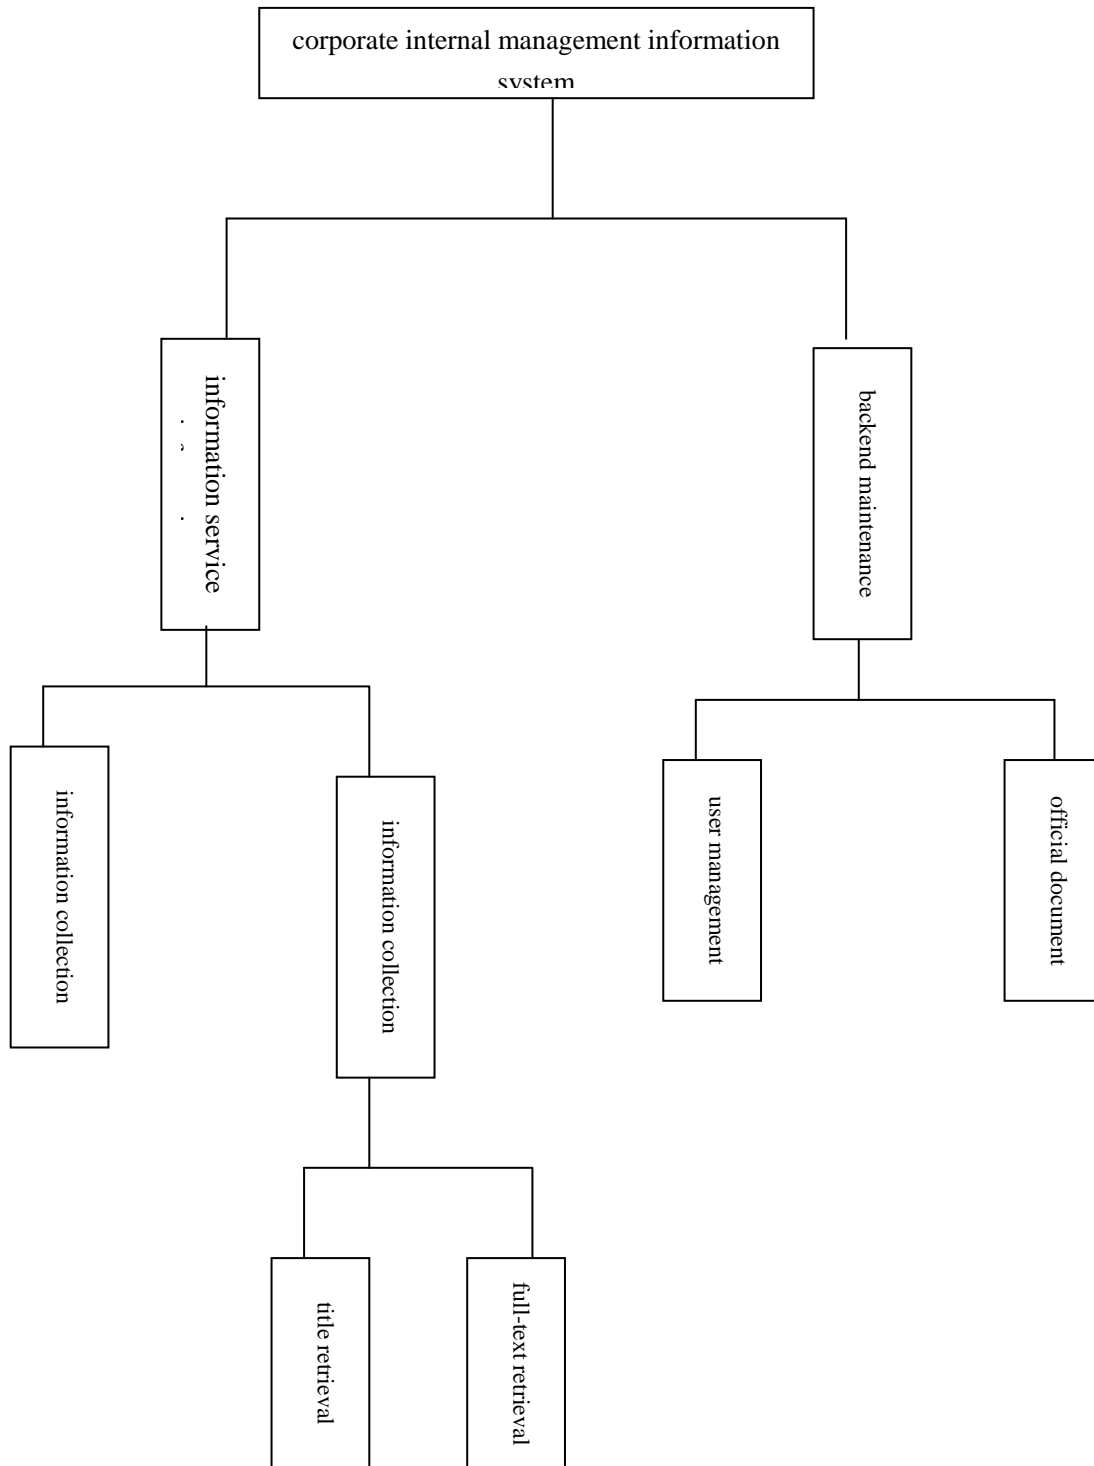 corporate internal management information
system
information service
backend maintenance
information collection
information collection
user management
official document
title retrieval
full-text retrieval